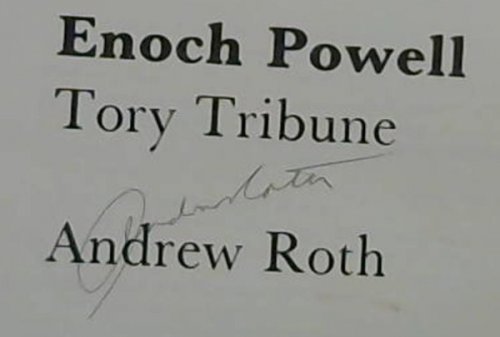 Enoch Powell
Tory Tribune
Andrew Roth